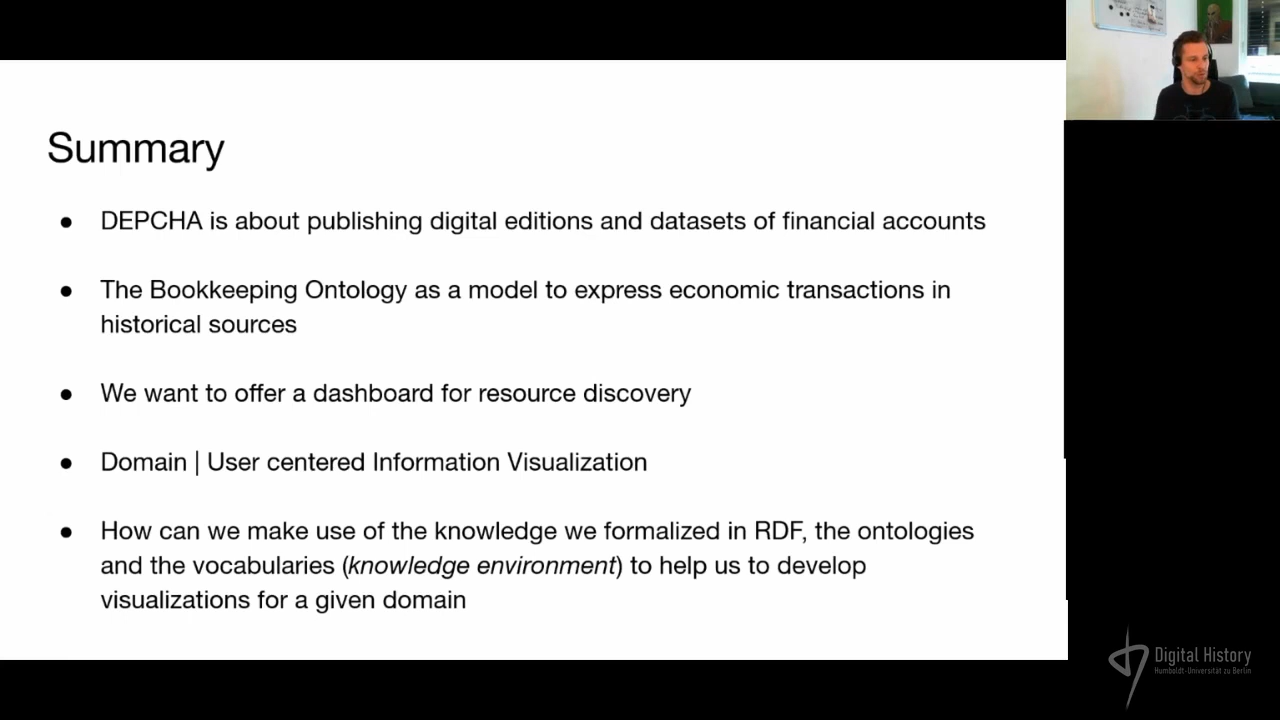 Summary
● DEPCHA is about publishing digital editions and datasets of financial accounts
● The Bookkeeping Ontology as a model to express economic transactions in
historical sources
● We want to offer a dashboard for resource discovery
● Domain | User centered Information Visualization
● How can we make use of the knowledge we formalized in RDF, the ontologies
and the vocabularies (knowledge environment) to help us to develop
visualizations for a given domain
Digital History
Humboldt-Universität zu Berlin